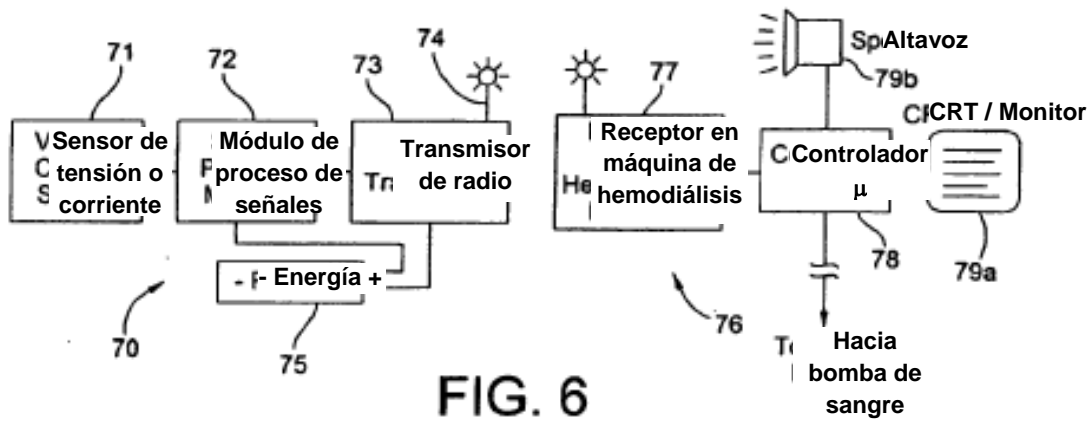 71
Sensor de
tensión o
corriente
72
Módulo de
proceso de
señales
73
74
Transmisor
de radio
- Energía +
75
70
77
Receptor en
máquina de
hemodiálisis
76
Altavoz
79b
Controlador
μ
78
CRT / Monitor
79a
Hacia
bomba de
sangre
FIG. 6